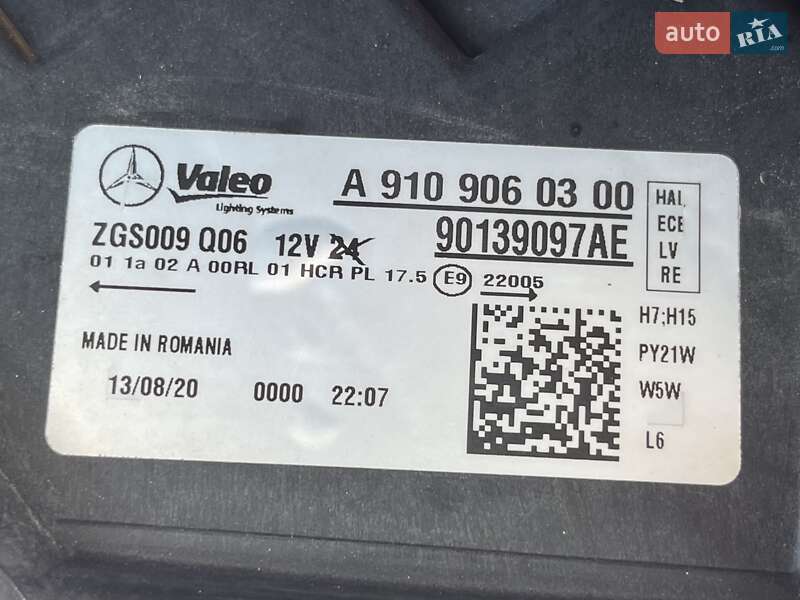 auto RIA .com
Valeo
Lighting Systems
A 910 906 03 00
ZGS009 Q06 12V 24
90139097AE
01 1a 02 A 00RL 01 HCR PL 17.5 E9 22005
MADE IN ROMANIA
13/08/20 0000 22:07
HAL
ECE
LV
RE
H7;H15
PY21W
W5W
L6